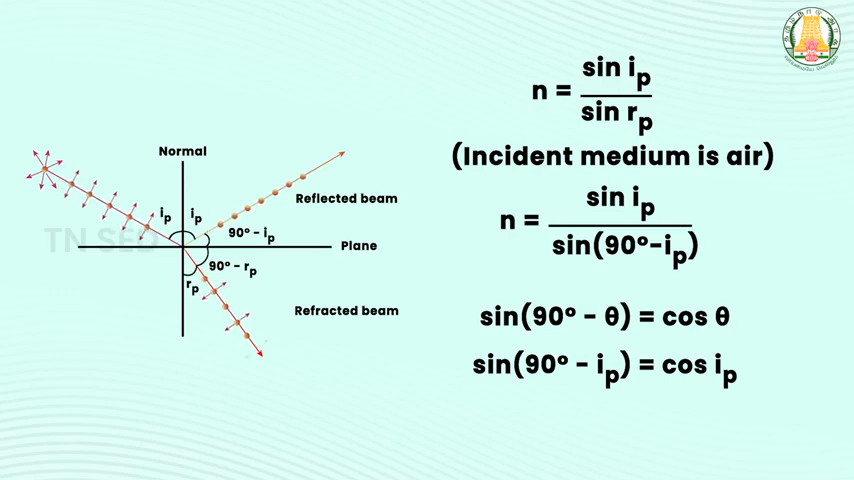 Normal
Reflected beam
iₚ iₚ
90° - iₚ
TN SED
Plane
90° - rₚ
rₚ
Refracted beam
n = sin iₚ / sin rₚ
(Incident medium is air)
n = sin iₚ / sin(90°-iₚ)
sin(90° - θ) = cos θ
sin(90° - iₚ) = cos iₚ